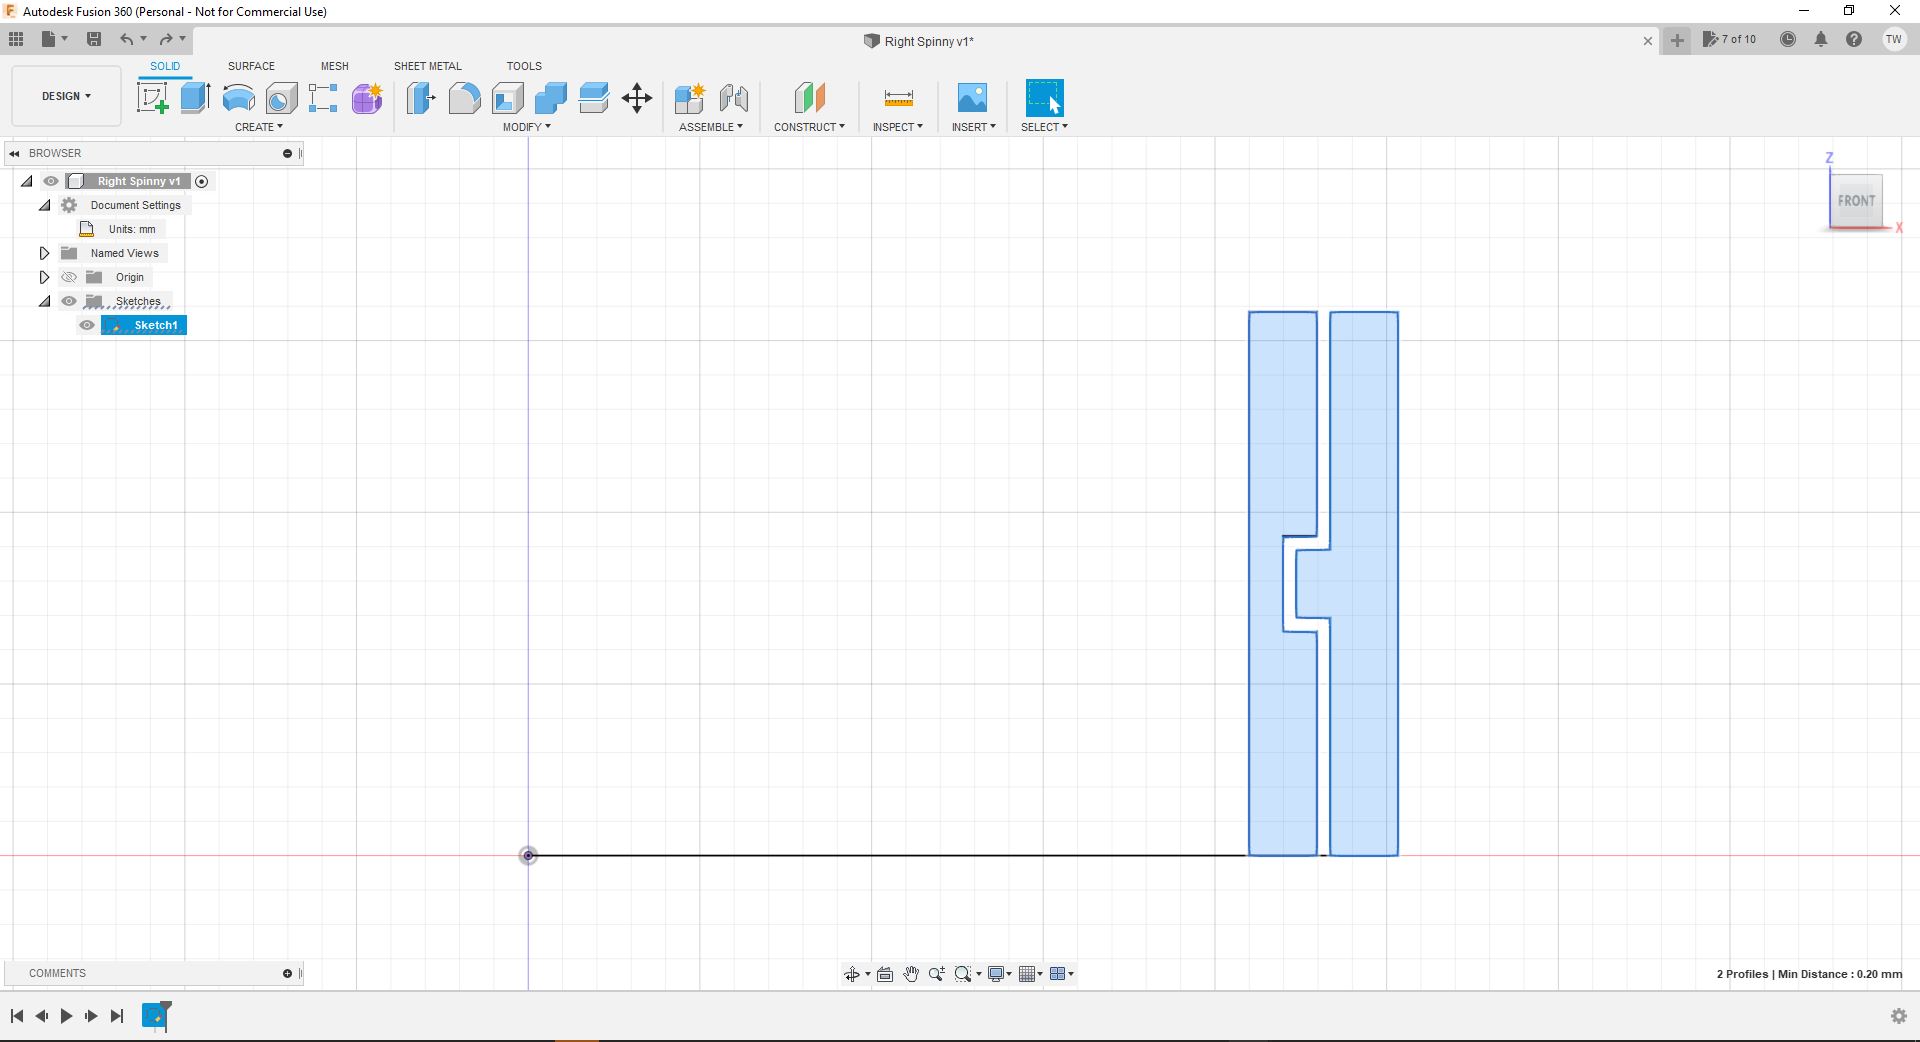 Autodesk Fusion 360 (Personal - Not for Commercial Use)
Right Spinny v1*
7 of 10
TW
DESIGN
SOLID
SURFACE
MESH
SHEET METAL
TOOLS
CREATE
MODIFY
ASSEMBLE
CONSTRUCT
INSPECT
INSERT
SELECT
BROWSER
Right Spinny v1
Document Settings
Units: mm
Named Views
Origin
Sketches
Sketch1
Z
FRONT
X
COMMENTS
2 Profiles | Min Distance : 0.20 mm